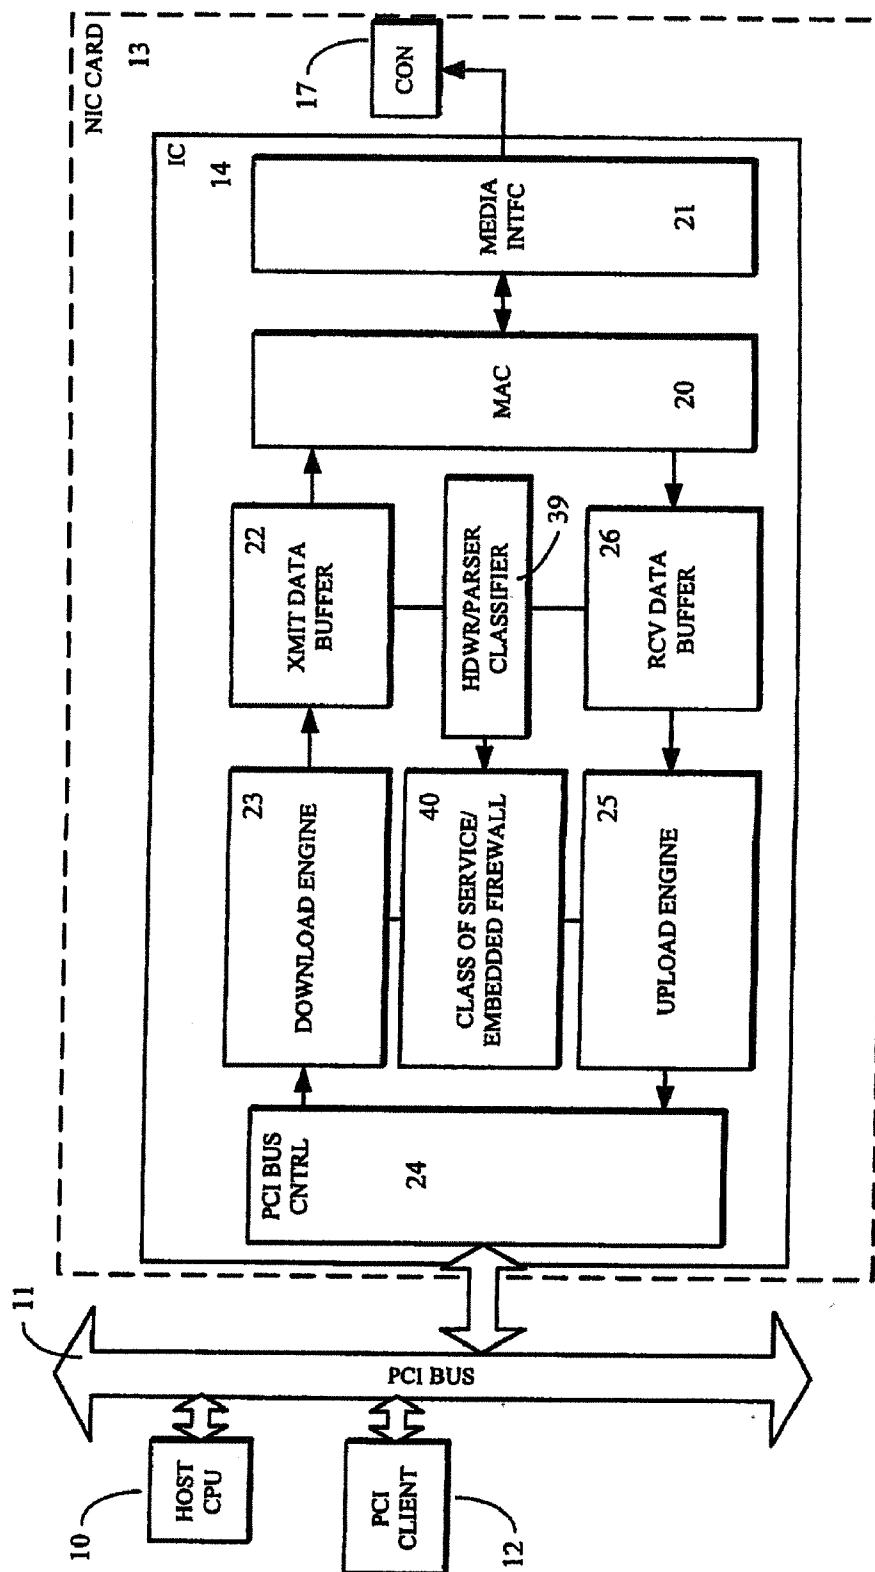 NIC CARD
13
17
CON
IC
14
MEDIA
INTFC
21
MAC
20
22
XMIT DATA
BUFFER
HDWR/PARSER
CLASSIFIER
39
26
RCV DATA
BUFFER
23
DOWNLOAD ENGINE
40
CLASS OF SERVICE/
EMBEDDED FIREWALL
25
UPLOAD ENGINE
PCI BUS
CNTRL
24
11
PCI BUS
10
HOST
CPU
PCI
CLIENT
12